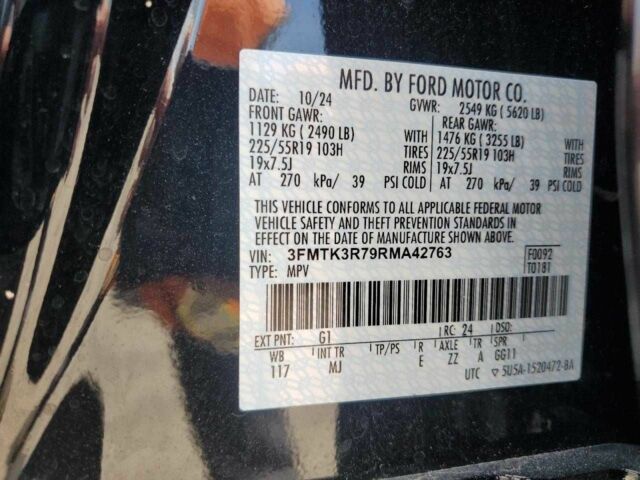 MFD. BY FORD MOTOR CO.
DATE: 10/24 GVWR: 2549 KG (5620 LB)
FRONT GAWR: REAR GAWR:
1129 KG (2490 LB) WITH 1476 KG (3255 LB) WITH
225/55R19 103H TIRES 225/55R19 103H TIRES
19x7.5J RIMS 19x7.5J RIMS
AT 270 kPa/ 39 PSI COLD AT 270 kPa/ 39 PSI COLD
THIS VEHICLE CONFORMS TO ALL APPLICABLE FEDERAL MOTOR
VEHICLE SAFETY AND THEFT PREVENTION STANDARDS IN
EFFECT ON THE DATE OF MANUFACTURE SHOWN ABOVE.
VIN: 3FMTK3R79RMA42763 F0092
TYPE: MPV T0181
EXT PNT: G1 RC: 24 DSO:
WB INT TR TP/PS R AXLE TR SPR
117 MJ E ZZ A GG11
UTC ▽ 5U5A-1520472-BA